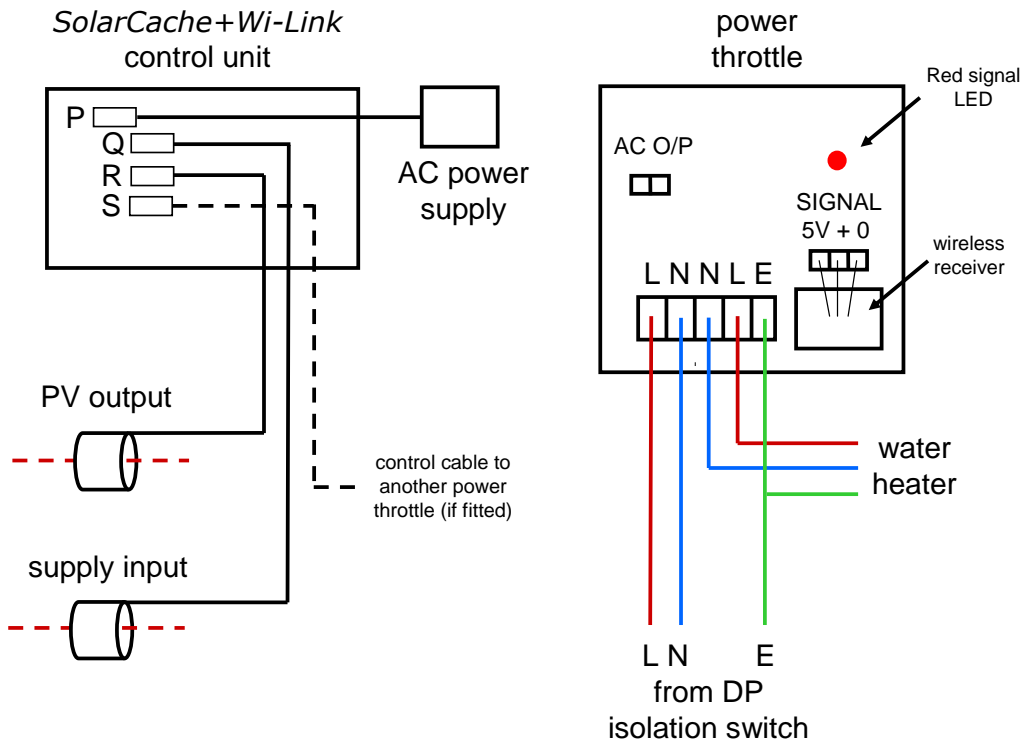 SolarCache+Wi-Link
control unit
P
Q
R
S
AC power
supply
PV output
supply input
control cable to
another power
throttle (if fitted)
power
throttle
Red signal
LED
AC O/P
SIGNAL
5V + 0
wireless
receiver
L N N L E
water
heater
L N E
from DP
isolation switch